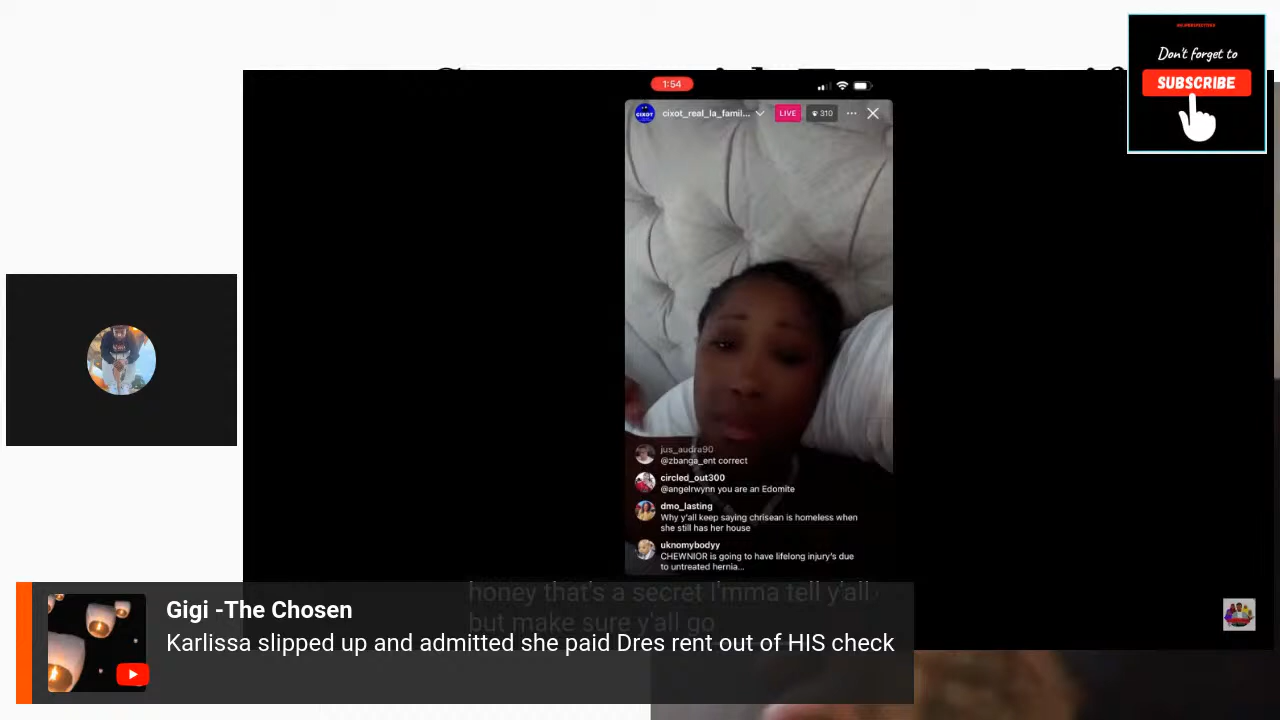 Don't forget to
SUBSCRIBE
1:54
CIXOT
cixot_real_la_famil...
LIVE
310
jus_audra90
@zbanga_ent correct
circled_out300
@angelrwynn you are an Edomite
dmo_lasting
Why y'all keep saying chrisean is homeless when
she still has her house
uknomybodyy
CHEWNIOR is going to have lifelong injury's due
to untreated hernia...
honey that's a secret I'mma tell y'all
but make sure y'all go
Gigi -The Chosen
Karlissa slipped up and admitted she paid Dres rent out of HIS check